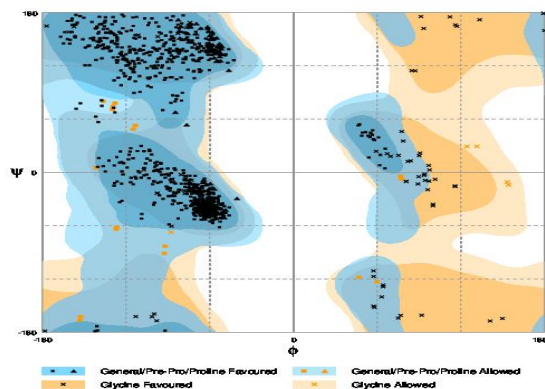 180
Ψ
0
-180
-180
0
180
Φ
General/Pre-Pro/Proline Favoured
General/Pre-Pro/Proline Allowed
Glycine Favoured
Glycine Allowed